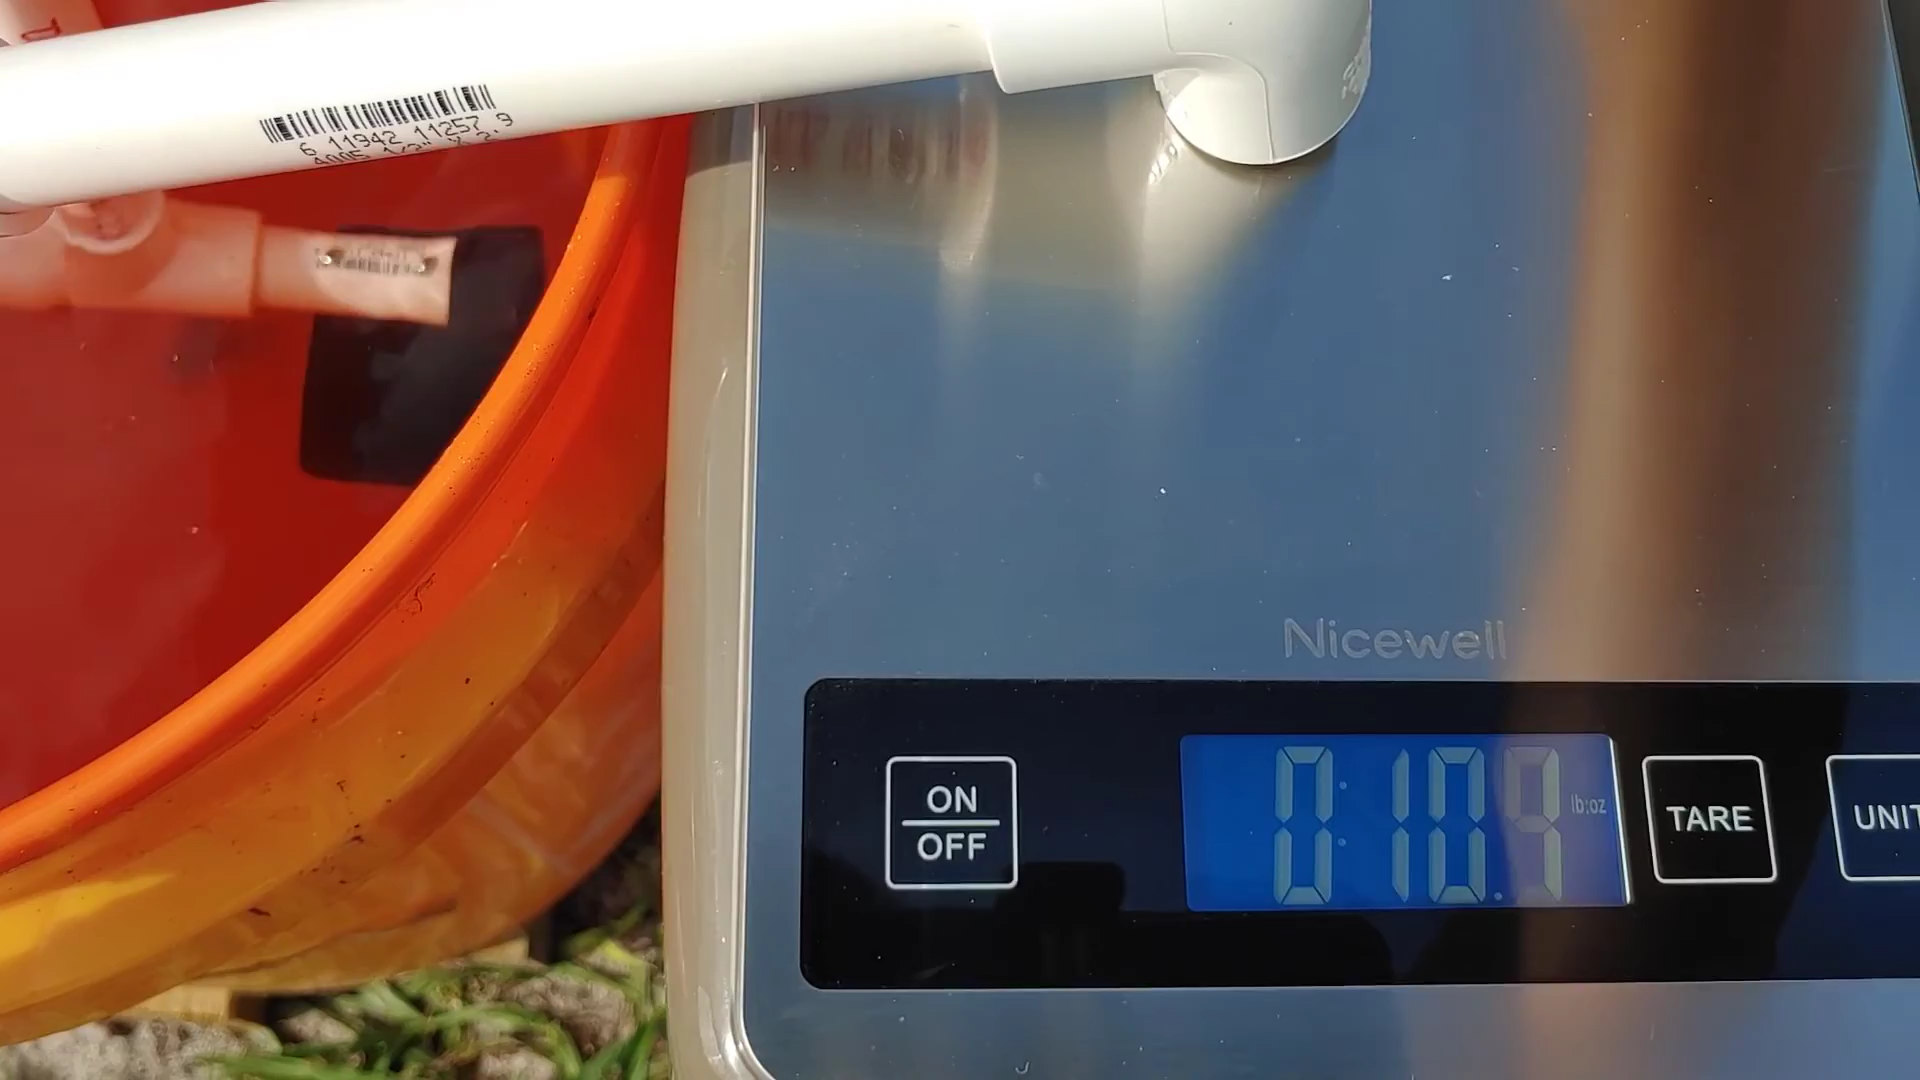 6 11942 11257 9
Nicewell
ON
OFF
0:10.9
lb:oz
TARE
UNIT